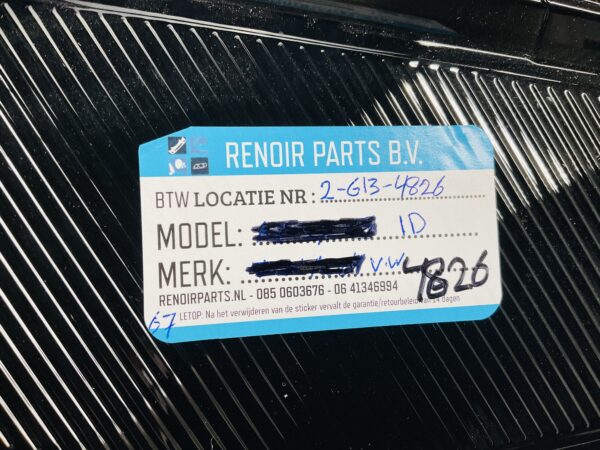 RENOIR PARTS B.V.
BTW LOCATIE NR: 2-G13-4826
MODEL: ID
MERK: V.W
4826
RENOIRPARTS.NL - 085 0603676 - 06 41346994
LETOP: Na het verwijderen van de sticker vervalt de garantie/retourbeleid van 14 dagen
67